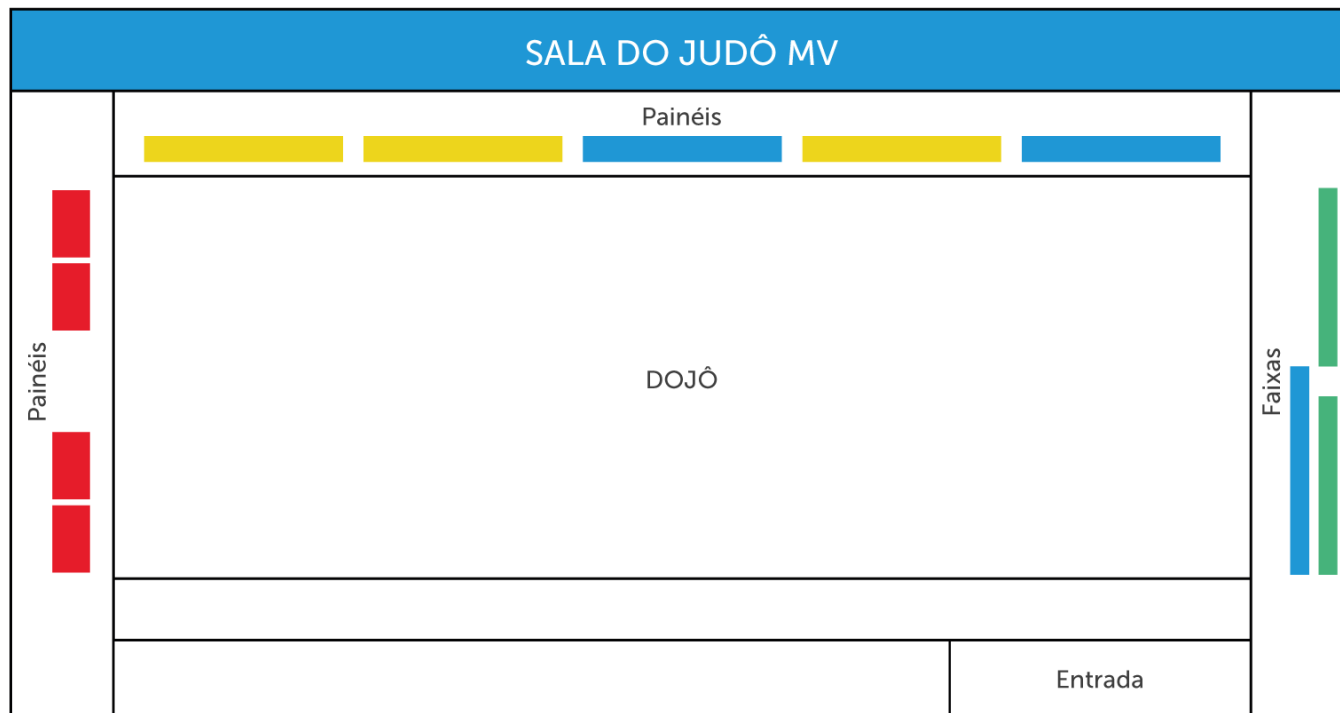 SALA DO JUDÔ MV
Painéis
Painéis
DOJÔ
Faixas
Entrada